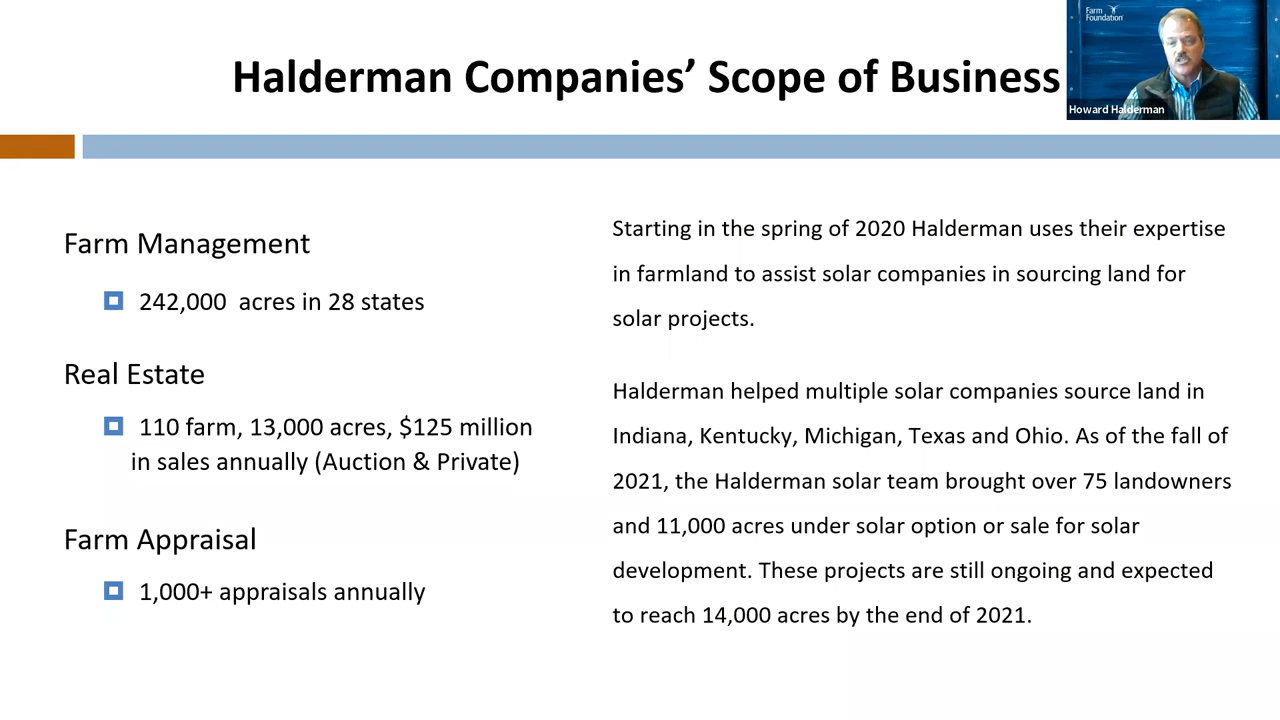 Halderman Companies’ Scope of Business
Farm
Foundation
Howard Halderman
Farm Management
242,000 acres in 28 states
Real Estate
110 farm, 13,000 acres, $125 million
in sales annually (Auction & Private)
Farm Appraisal
1,000+ appraisals annually
Starting in the spring of 2020 Halderman uses their expertise
in farmland to assist solar companies in sourcing land for
solar projects.
Halderman helped multiple solar companies source land in
Indiana, Kentucky, Michigan, Texas and Ohio. As of the fall of
2021, the Halderman solar team brought over 75 landowners
and 11,000 acres under solar option or sale for solar
development. These projects are still ongoing and expected
to reach 14,000 acres by the end of 2021.